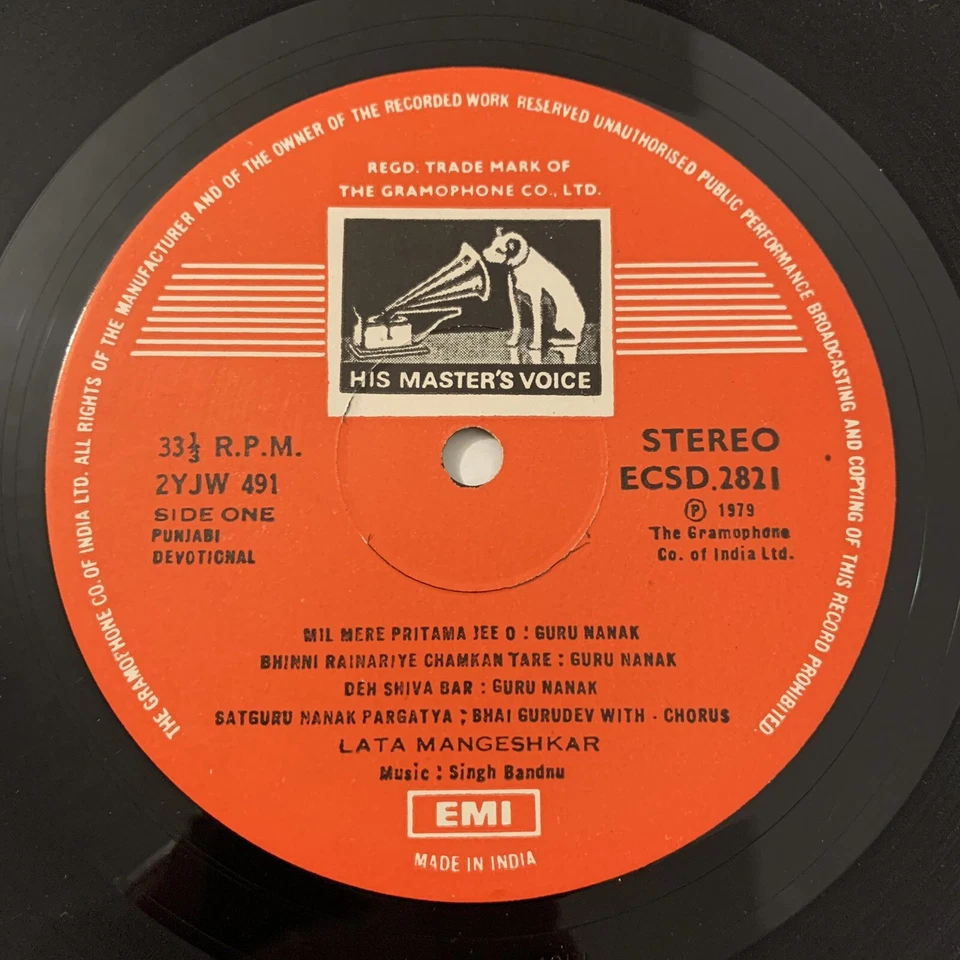 THE GRAMOPHONE CO. OF INDIA LTD. ALL RIGHTS OF THE MANUFACTURER AND OF THE OWNER OF THE RECORDED WORK RESERVED UNAUTHORISED PUBLIC PERFORMANCE BROADCASTING AND COPYING OF THIS RECORD PROHIBITED.
REGD. TRADE MARK OF
THE GRAMOPHONE CO., LTD.
HIS MASTER'S VOICE
33⅓ R.P.M.
2YJW 491
SIDE ONE
PUNJABI
DEVOTIONAL
STEREO
ECSD.2821
Ⓟ 1979
The Gramophone
Co. of India Ltd.
MIL MERE PRITAMA JEE O : GURU NANAK
BHINNI RAINARIYE CHAMKAN TARE : GURU NANAK
DEH SHIVA BAR : GURU NANAK
SATGURU NANAK PARGATYA ; BHAI GURUDEV WITH - CHORUS
LATA MANGESHKAR
Music : Singh Bandnu
EMI
MADE IN INDIA